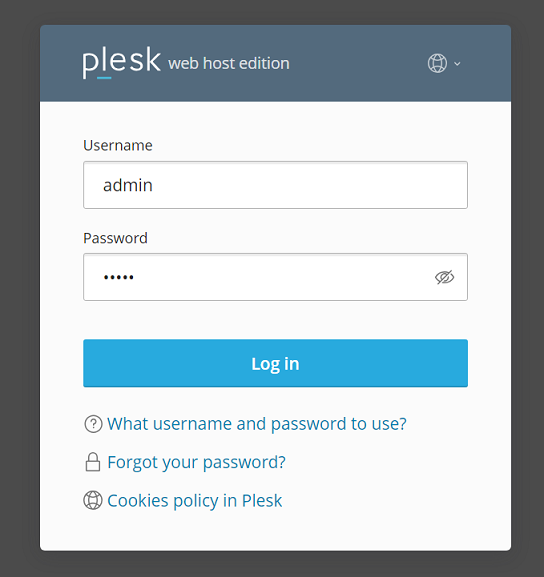 plesk web host edition
Username
admin
Password
•••••
Log in
What username and password to use?
Forgot your password?
Cookies policy in Plesk